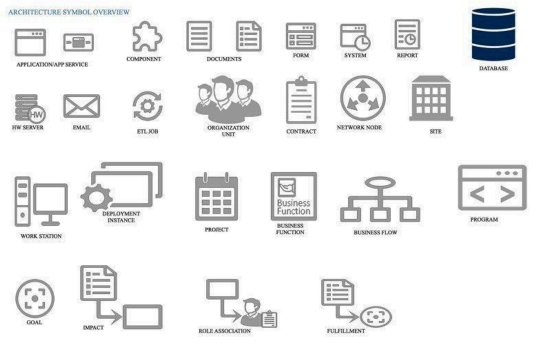 ARCHITECTURE SYMBOL OVERVIEW
APPLICATION/APP SERVICE
COMPONENT
DOCUMENTS
FORM
SYSTEM
REPORT
DATABASE
HW
HW SERVER
EMAIL
ETL JOB
ORGANIZATION
UNIT
CONTRACT
NETWORK NODE
SITE
WORK STATION
DEPLOYMENT
INSTANCE
PROJECT
Business
Function
BUSINESS
FUNCTION
BUSINESS FLOW
PROGRAM
GOAL
IMPACT
ROLE ASSOCIATION
FULFILLMENT